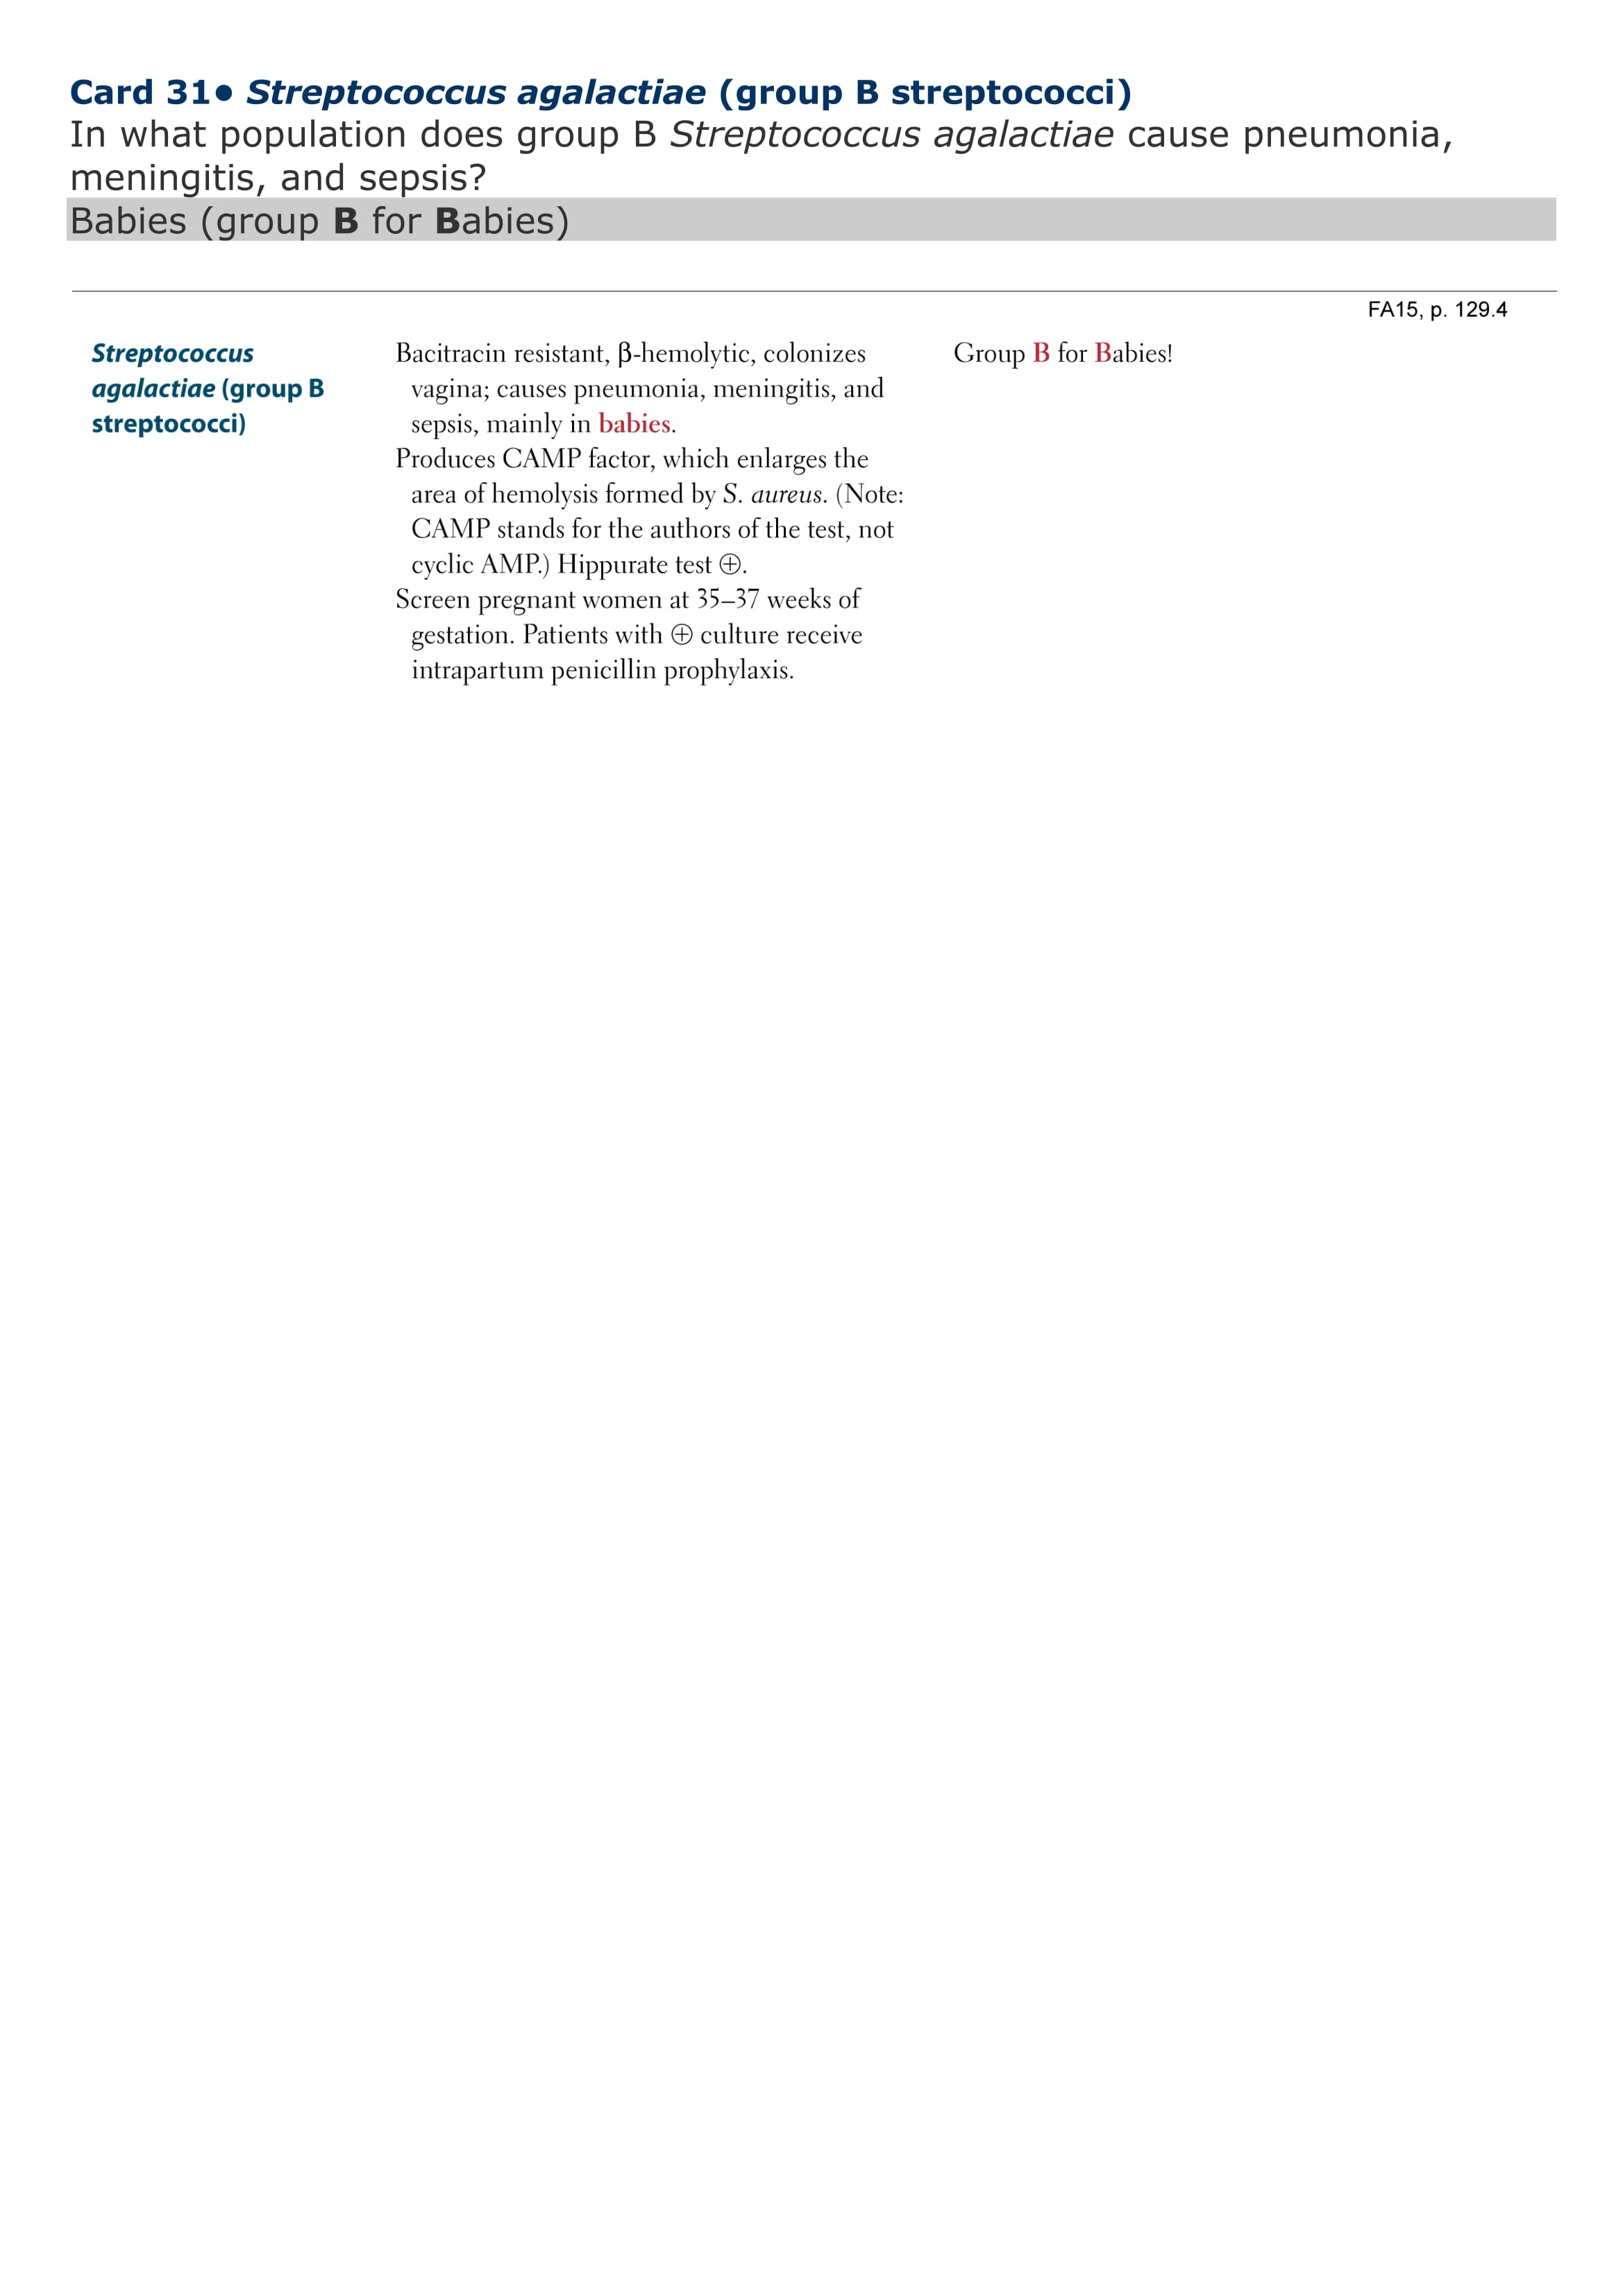 Card 31• Streptococcus agalactiae (group B streptococci)
In what population does group B Streptococcus agalactiae cause pneumonia,
meningitis, and sepsis?
Babies (group B for Babies)
FA15, p. 129.4
Streptococcus
agalactiae (group B
streptococci)
Bacitracin resistant, β-hemolytic, colonizes
vagina; causes pneumonia, meningitis, and
sepsis, mainly in babies.
Produces CAMP factor, which enlarges the
area of hemolysis formed by S. aureus. (Note:
CAMP stands for the authors of the test, not
cyclic AMP.) Hippurate test ⊕.
Screen pregnant women at 35–37 weeks of
gestation. Patients with ⊕ culture receive
intrapartum penicillin prophylaxis.
Group B for Babies!